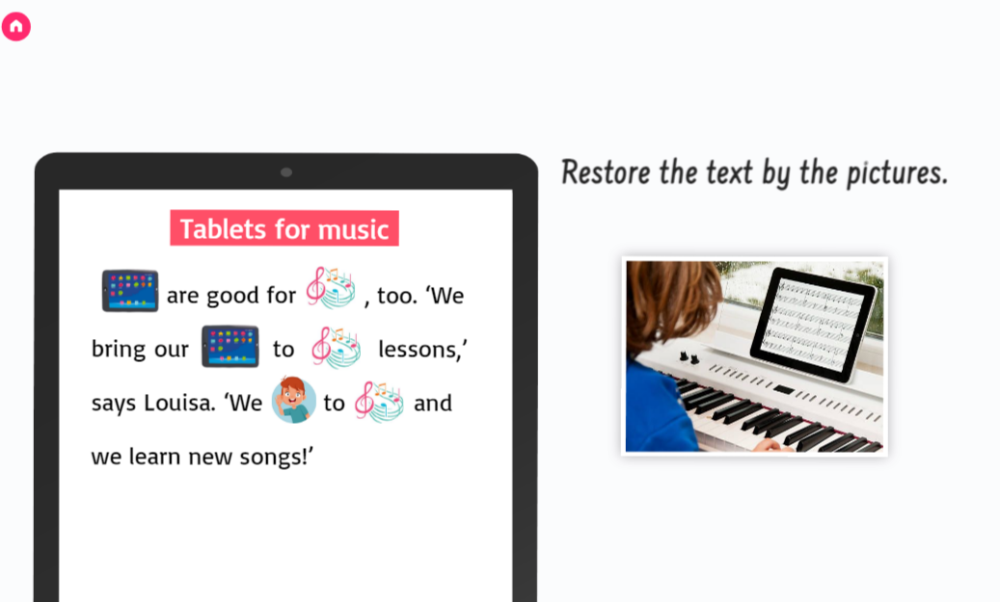 Restore the text by the pictures.
Tablets for music
are good for , too. ‘We
bring our to lessons,’
says Louisa. ‘We to and
we learn new songs!’